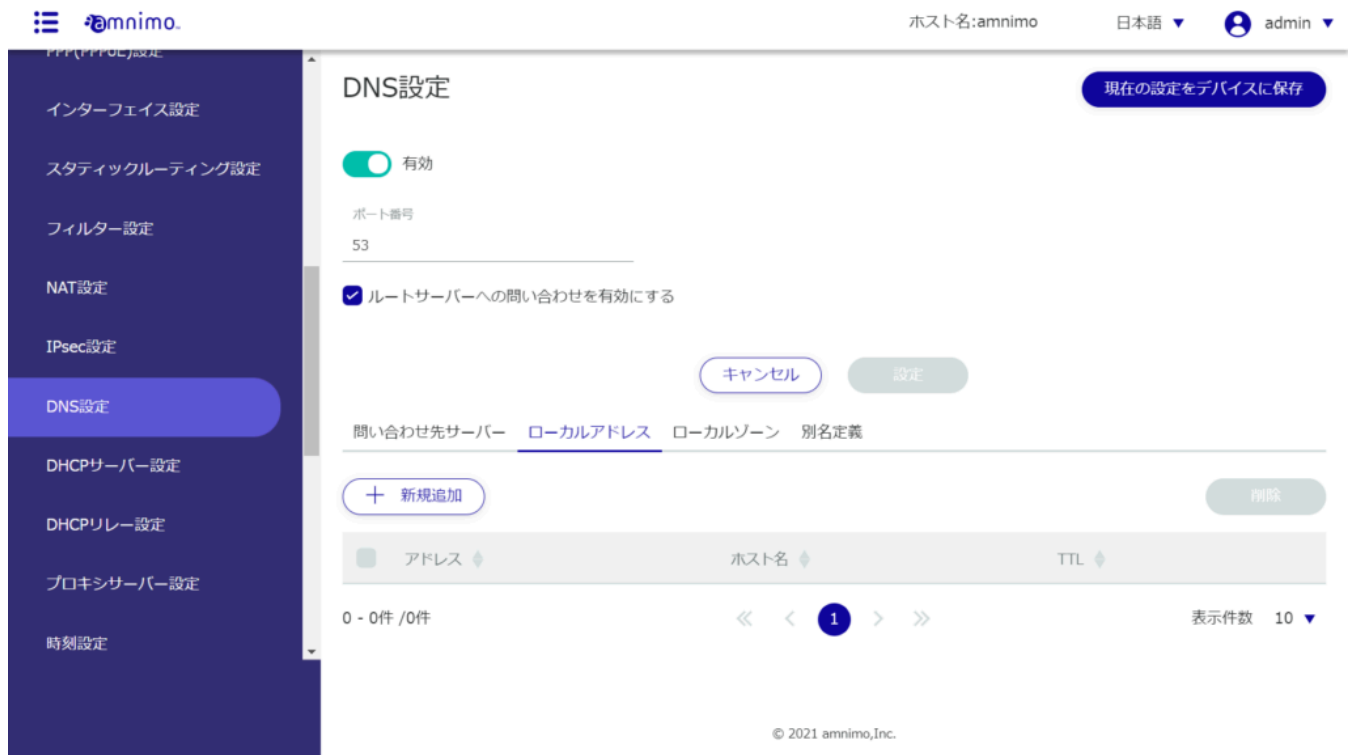 amnimo
ホスト名:amnimo 日本語 ▼ admin ▼
PPP(PPPoE)設定
インターフェイス設定
スタティックルーティング設定
フィルター設定
NAT設定
IPsec設定
DNS設定
DHCPサーバー設定
DHCPリレー設定
プロキシサーバー設定
時刻設定
DNS設定
現在の設定をデバイスに保存
有効
ポート番号
53
ルートサーバーへの問い合わせを有効にする
キャンセル 設定
問い合わせ先サーバー ローカルアドレス ローカルゾーン 別名定義
新規追加 削除
アドレス ホスト名 TTL
0 - 0件 /0件 1 表示件数 10 ▼
© 2021 amnimo,Inc.